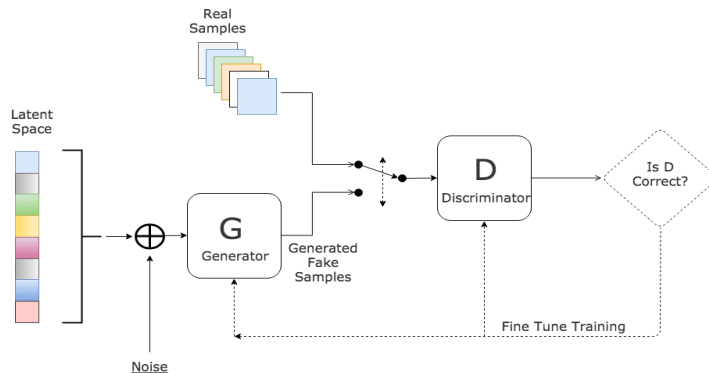 Real
Samples
Latent
Space
G
Generator
Noise
Generated
Fake
Samples
D
Discriminator
Is D
Correct?
Fine Tune Training